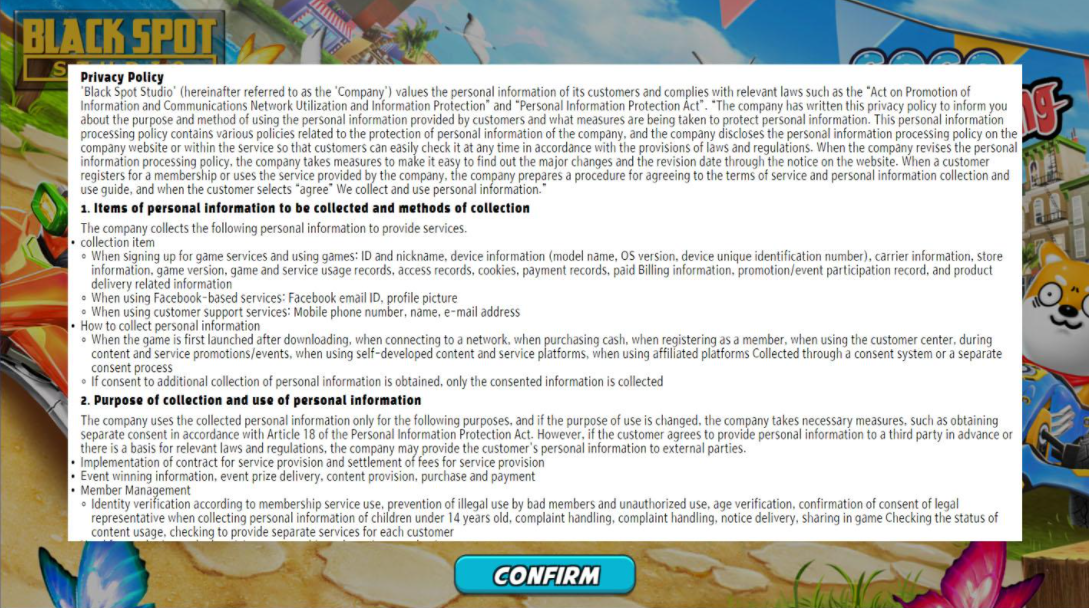 BLACK SPOT
Privacy Policy
'Black Spot Studio' (hereinafter referred to as the 'Company') values the personal information of its customers and complies with relevant laws such as the "Act on Promotion of
Information and Communications Network Utilization and Information Protection" and "Personal Information Protection Act". "The company has written this privacy policy to inform you
about the purpose and method of using the personal information provided by customers and what measures are being taken to protect personal information. This personal information
processing policy contains various policies related to the protection of personal information of the company, and the company discloses the personal information processing policy on the
company website or within the service so that customers can easily check it at any time in accordance with the provisions of laws and regulations. When the company revises the personal
information processing policy, the company takes measures to make it easy to find out the major changes and the revision date through the notice on the website. When a customer
registers for a membership or uses the service provided by the company, the company prepares a procedure for agreeing to the terms of service and personal information collection and
use guide, and when the customer selects "agree" We collect and use personal information."
1. Items of personal information to be collected and methods of collection
The company collects the following personal information to provide services.
• collection item
◦ When signing up for game services and using games: ID and nickname, device information (model name, OS version, device unique identification number), carrier information, store
information, game version, game and service usage records, access records, cookies, payment records, paid Billing information, promotion/event participation record, and product
delivery related information
◦ When using Facebook-based services: Facebook email ID, profile picture
◦ When using customer support services: Mobile phone number, name, e-mail address
• How to collect personal information
◦ When the game is first launched after downloading, when connecting to a network, when purchasing cash, when registering as a member, when using the customer center, during
content and service promotions/events, when using self-developed content and service platforms, when using affiliated platforms Collected through a consent system or a separate
consent process
◦ If consent to additional collection of personal information is obtained, only the consented information is collected
2. Purpose of collection and use of personal information
The company uses the collected personal information only for the following purposes, and if the purpose of use is changed, the company takes necessary measures, such as obtaining
separate consent in accordance with Article 18 of the Personal Information Protection Act. However, if the customer agrees to provide personal information to a third party in advance or
there is a basis for relevant laws and regulations, the company may provide the customer's personal information to external parties.
• Implementation of contract for service provision and settlement of fees for service provision
• Event winning information, event prize delivery, content provision, purchase and payment
• Member Management
◦ Identity verification according to membership service use, prevention of illegal use by bad members and unauthorized use, age verification, confirmation of consent of legal
representative when collecting personal information of children under 14 years old, complaint handling, complaint handling, notice delivery, sharing in game Checking the status of
content usage, checking to provide separate services for each customer
CONFIRM